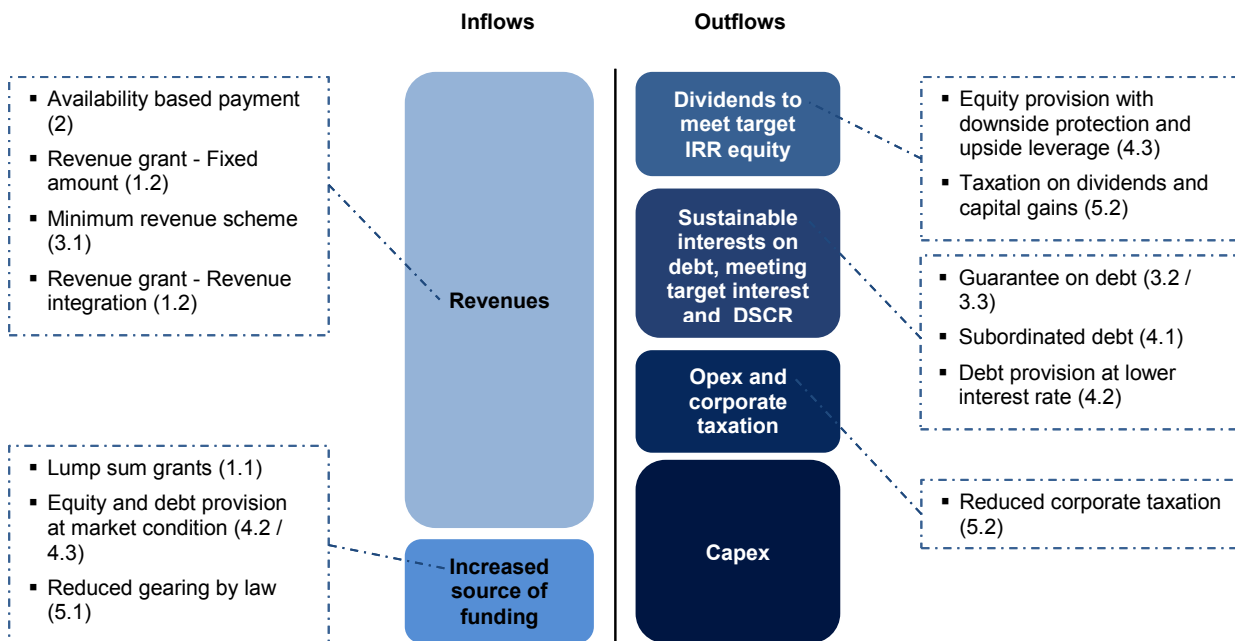 Inflows
Outflows
▪ Availability based payment
(2)
▪ Revenue grant - Fixed
amount (1.2)
▪ Minimum revenue scheme
(3.1)
▪ Revenue grant - Revenue
integration (1.2)
▪ Lump sum grants (1.1)
▪ Equity and debt provision
at market condition (4.2 /
4.3)
▪ Reduced gearing by law
(5.1)
Revenues
Increased
source of
funding
Dividends to
meet target
IRR equity
Sustainable
interests on
debt, meeting
target interest
and DSCR
Opex and
corporate
taxation
Capex
▪ Equity provision with
downside protection and
upside leverage (4.3)
▪ Taxation on dividends and
capital gains (5.2)
▪ Guarantee on debt (3.2 /
3.3)
▪ Subordinated debt (4.1)
▪ Debt provision at lower
interest rate (4.2)
▪ Reduced corporate taxation
(5.2)